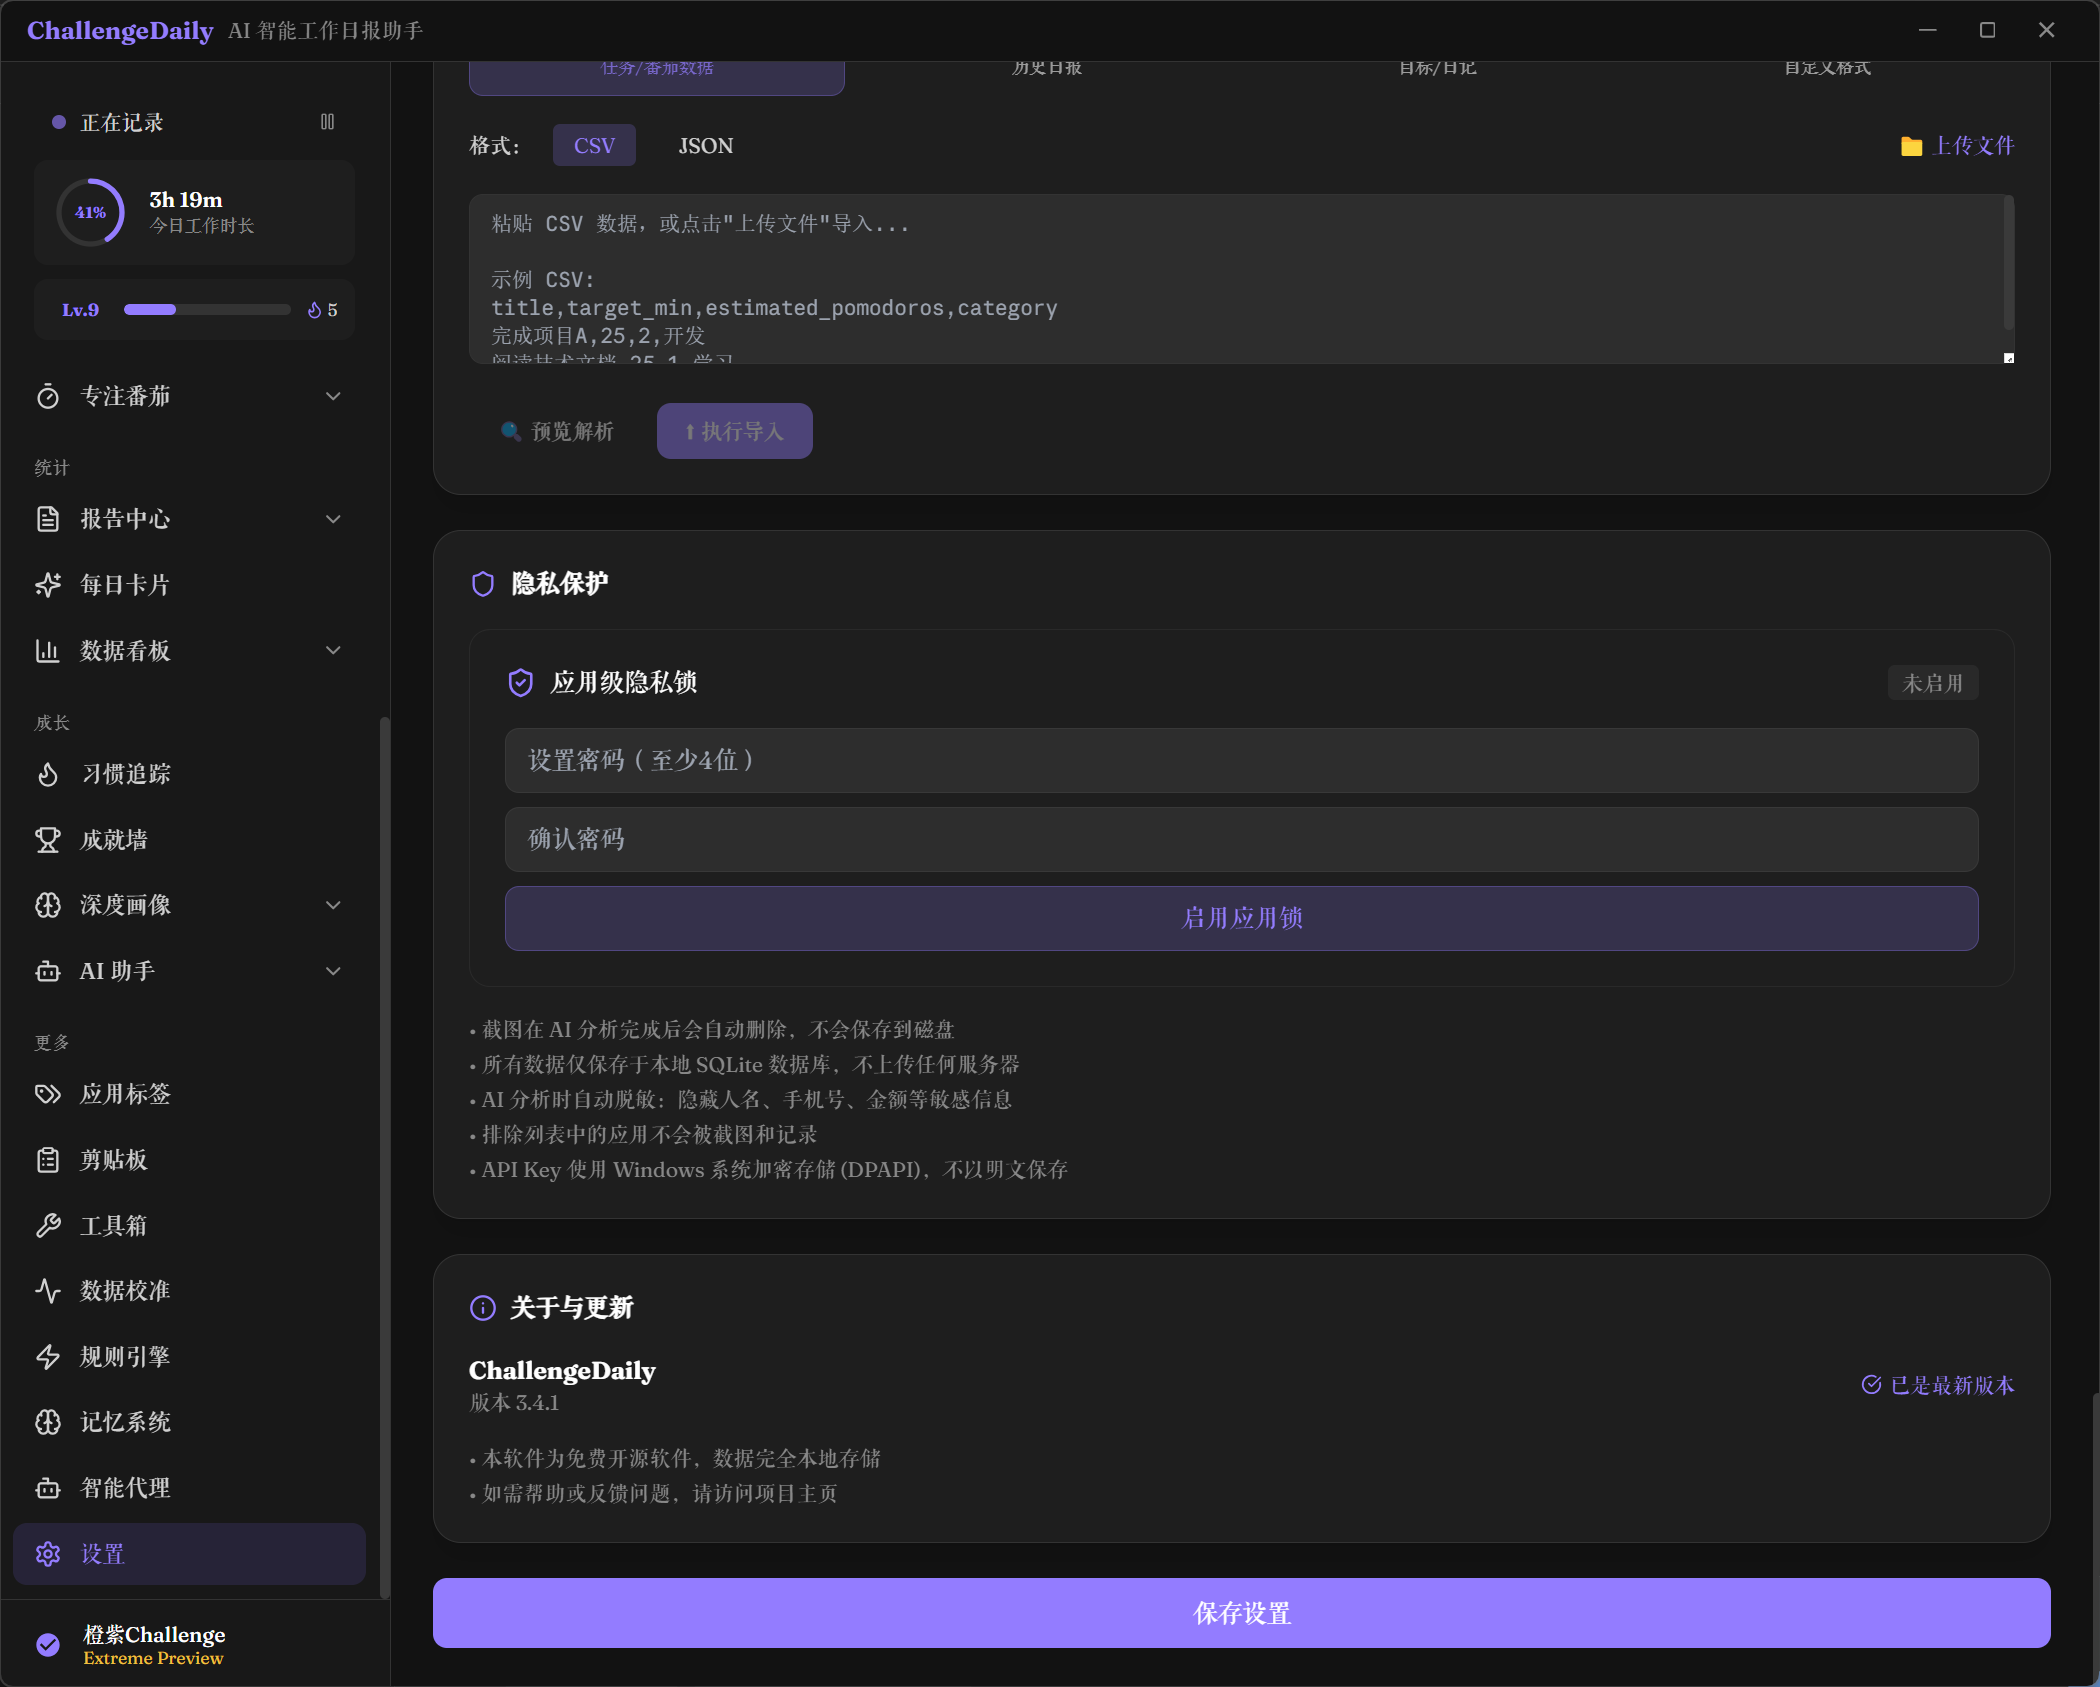 ChallengeDaily AI 智能工作日报助手
正在记录
41%
3h 19m
今日工作时长
Lv.9
5
专注番茄
统计
报告中心
每日卡片
数据看板
成长
习惯追踪
成就墙
深度画像
AI 助手
更多
应用标签
剪贴板
工具箱
数据校准
规则引擎
记忆系统
智能代理
设置
橙紫Challenge
Extreme Preview
任务/番茄数据 历史日报 目标/日记 自定义格式
格式： CSV JSON 上传文件
粘贴 CSV 数据，或点击"上传文件"导入...
示例 CSV:
title,target_min,estimated_pomodoros,category
完成项目A,25,2,开发
阅读技术文档,25,1,学习
预览解析 执行导入
隐私保护
应用级隐私锁 未启用
设置密码（至少4位）
确认密码
启用应用锁
• 截图在 AI 分析完成后会自动删除，不会保存到磁盘
• 所有数据仅保存于本地 SQLite 数据库，不上传任何服务器
• AI 分析时自动脱敏：隐藏人名、手机号、金额等敏感信息
• 排除列表中的应用不会被截图和记录
• API Key 使用 Windows 系统加密存储 (DPAPI)，不以明文保存
关于与更新
ChallengeDaily
版本 3.4.1
已是最新版本
• 本软件为免费开源软件，数据完全本地存储
• 如需帮助或反馈问题，请访问项目主页
保存设置